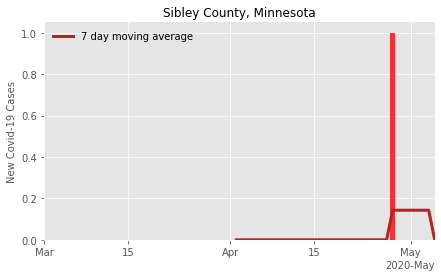 Sibley County, Minnesota
7 day moving average
New Covid-19 Cases
1.0
0.8
0.6
0.4
0.2
0.0
Mar 15 Apr 15 May
2020-May